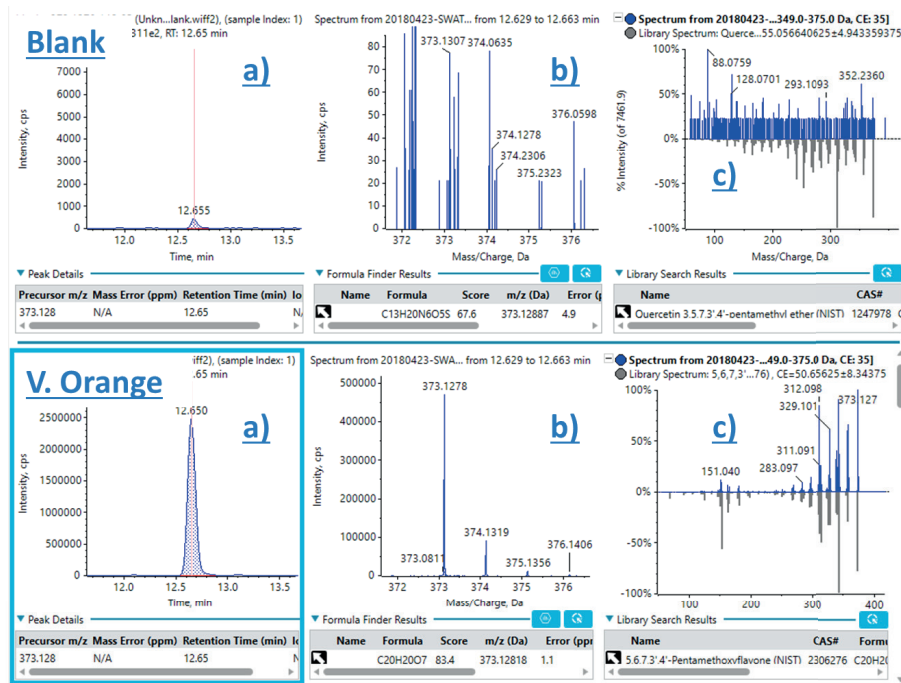 Blank
(Unkn...lank.wiff2), (sample Index: 1)
311e2, RT: 12.65 min
a)
Intensity, cps
7000
6000
5000
4000
3000
2000
1000
0
12.655
12.0 12.5 13.0 13.5
Time, min
Spectrum from 20180423-SWAT... from 12.629 to 12.663 min
b)
Intensity, cps
80
60
40
20
0
373.1307
374.0635
374.1278
374.2306
375.2323
376.0598
372 373 374 375 376
Mass/Charge, Da
Spectrum from 20180423-...349.0-375.0 Da, CE: 35]
Library Spectrum: Querce...55.056640625±4.943359375
c)
% Intensity (of 7461.9)
100%
50%
0%
-50%
-100%
88.0759
128.0701
293.1093
352.2360
100 200 300
Mass/Charge, Da
Peak Details
Precursor m/z Mass Error (ppm) Retention Time (min) Io
373.128 N/A 12.65 N/
Formula Finder Results
Name Formula Score m/z (Da) Error (p
C13H20N6O5S 67.6 373.12887 4.9
Library Search Results
Name CAS#
Quercetin 3.5.7.3'.4'-pentamethyl ether (NIST) 1247978 C
V. Orange
wiff2), (sample Index: 1)
.65 min
a)
Intensity, cps
2500000
2000000
1500000
1000000
500000
0
12.650
12.0 12.5 13.0 13.5
Time, min
Spectrum from 20180423-SWA... from 12.629 to 12.663 min
b)
Intensity, cps
500000
400000
300000
200000
100000
0
373.1278
373.0811
374.1319
375.1356
376.1406
372 373 374 375 376
Mass/Charge, Da
Spectrum from 20180423-...49.0-375.0 Da, CE: 35]
Library Spectrum: 5,6,7,3'...76) , CE=50.65625±8.34375
c)
100%
50%
0%
-50%
-100%
312.098
329.101
373.127
311.091
151.040
283.097
100 200 300 400
Mass/Charge, Da
Peak Details
Precursor m/z Mass Error (ppm) Retention Time (min) Io
373.128 N/A 12.65 N/
Formula Finder Results
Name Formula Score m/z (Da) Error (ppr
C20H20O7 83.4 373.12818 1.1
Library Search Results
Name CAS# Formu
5.6.7.3'.4'-Pentamethoxyflavone (NIST) 2306276 C20H2